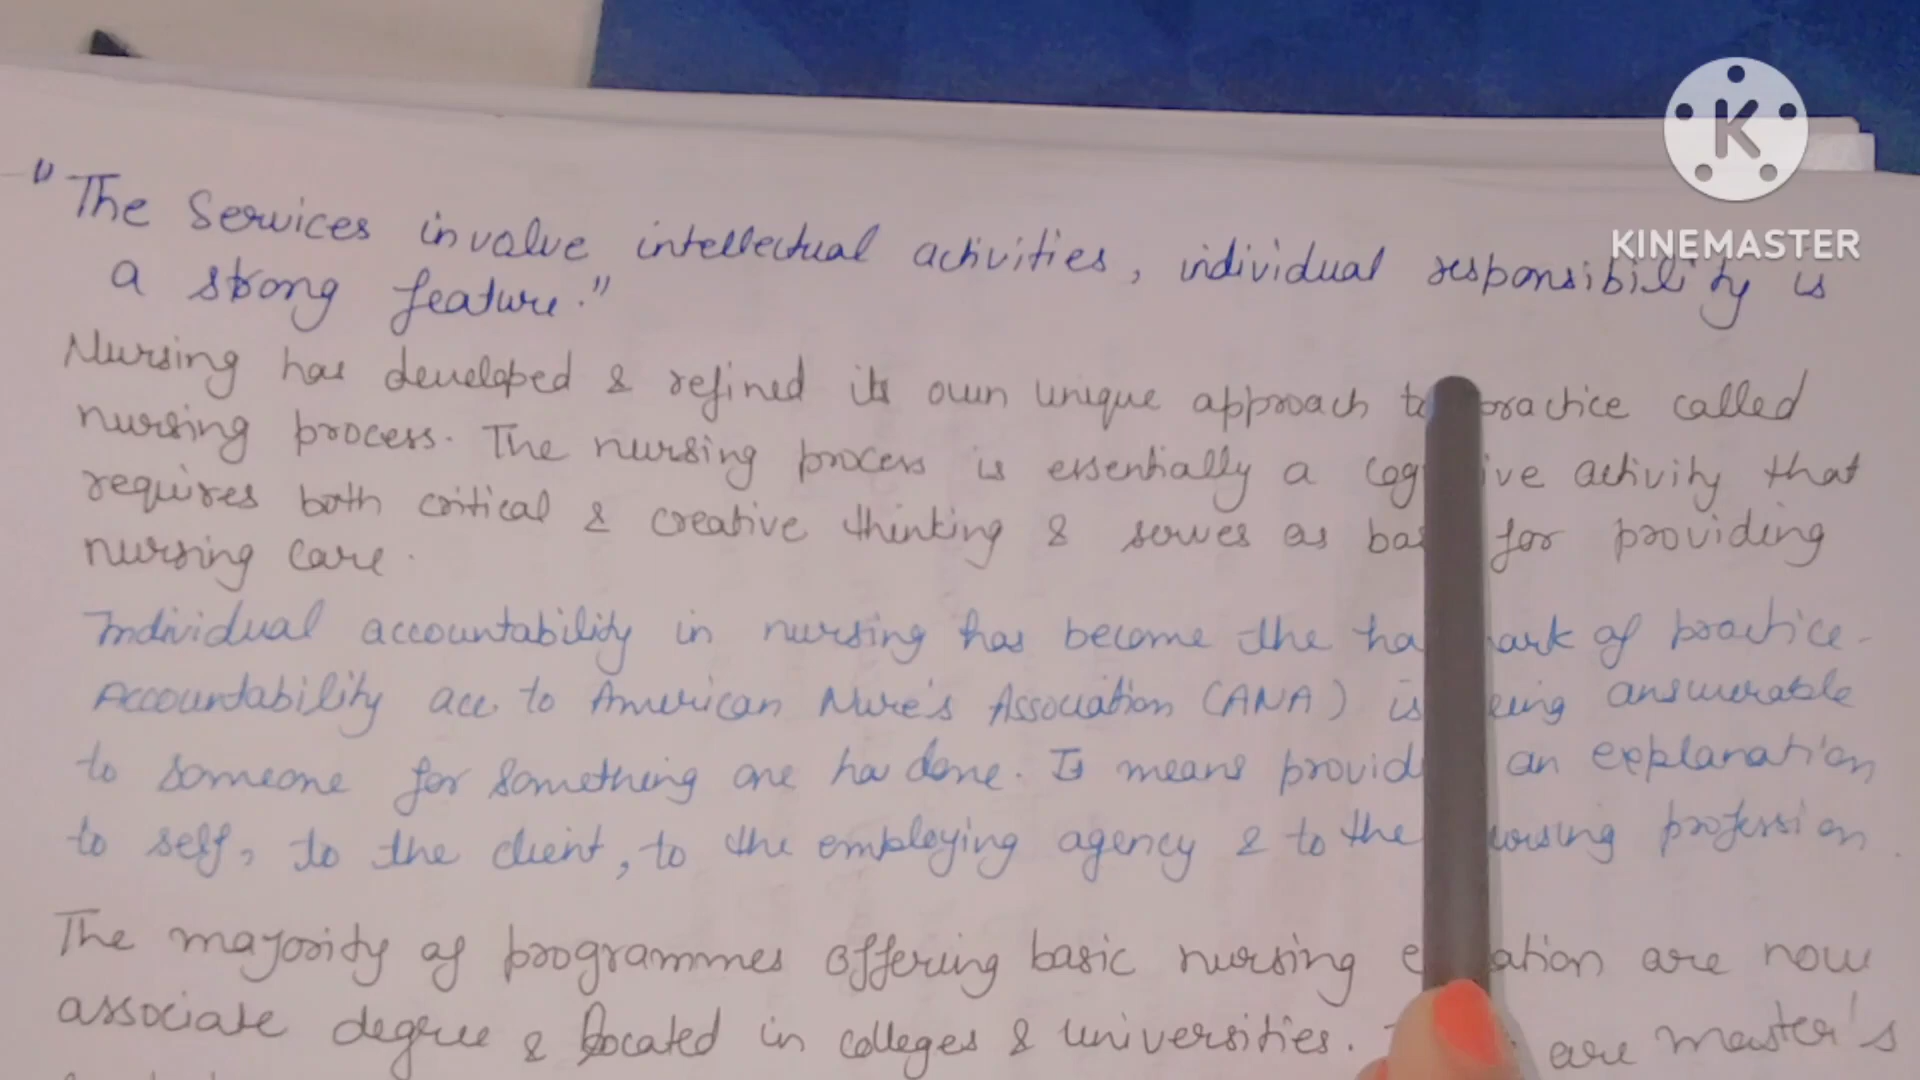 "The Services involve intellectual activities, individual responsibility is
a strong feature."
Nursing has developed & refined its own unique approach to practice called
nursing process. The nursing process is essentially a cog ive activity that
requires both critical & creative thinking & serves as bas for providing
nursing care.
Individual accountability in nursing has become the ha ark of practice.
Accountability acc. to American Nure's Association (ANA) is eing answerable
to someone for something one ha done. It means provid an explanation
to self, to the client, to the employing agency & to the ursing profession.
The majority of programmes offering basic nursing e ation are now
associate degree & located in colleges & universities. are master's
KINEMASTER